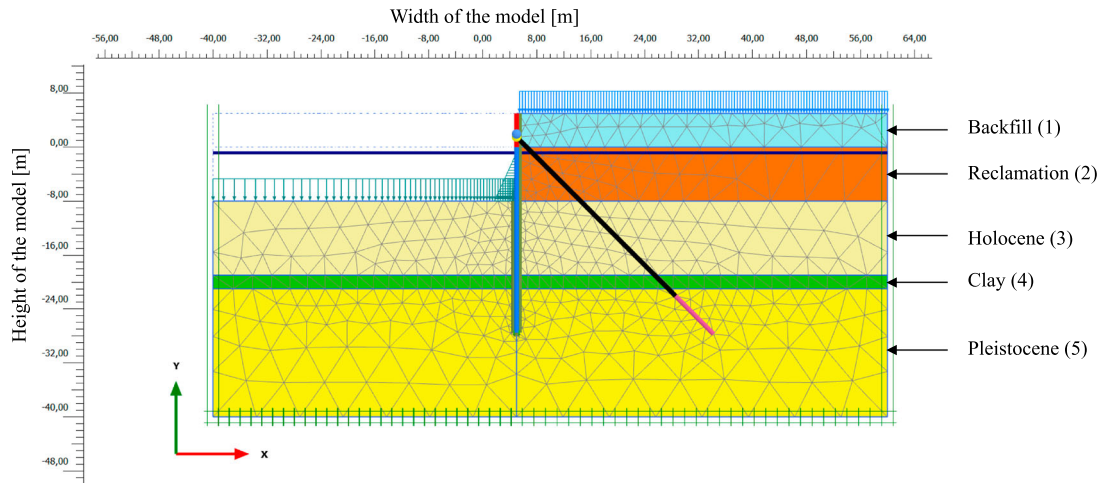 Width of the model [m]
-56,00 -48,00 -40,00 -32,00 -24,00 -16,00 -8,00 0,00 8,00 16,00 24,00 32,00 40,00 48,00 56,00 64,00
Height of the model [m]
8,00
0,00
-8,00
-16,00
-24,00
-32,00
-40,00
-48,00
Backfill (1)
Reclamation (2)
Holocene (3)
Clay (4)
Pleistocene (5)
Y
X